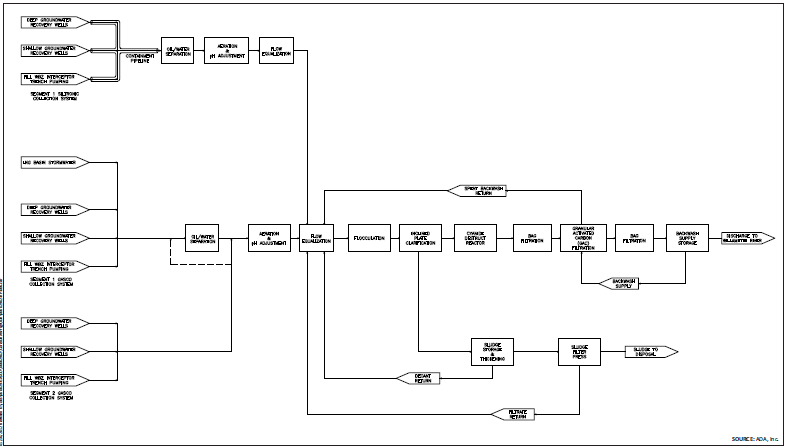 DEEP GROUNDWATER
RECOVERY WELLS
SHALLOW GROUNDWATER
RECOVERY WELLS
FILL WBZ INTERCEPTOR
TRENCH PUMPING
SEGMENT 1 SILTRONIC
COLLECTION SYSTEM
CONTAINMENT
PIPELINE
OIL/WATER
SEPARATION
AERATION
&
pH ADJUSTMENT
FLOW
EQUALIZATION
LNG BASIN STORMWATER
DEEP GROUNDWATER
RECOVERY WELLS
SHALLOW GROUNDWATER
RECOVERY WELLS
FILL WBZ INTERCEPTOR
TRENCH PUMPING
SEGMENT 1 GASCO
COLLECTION SYSTEM
OIL/WATER
SEPARATION
AERATION
&
pH ADJUSTMENT
FLOW
EQUALIZATION
FLOCCULATION
INCLINED
PLATE
CLARIFICATION
CYANIDE
DESTRUCT
REACTOR
BAG
FILTRATION
GRANULAR
ACTIVATED
CARBON
(GAC)
FILTRATION
BAG
FILTRATION
BACKWASH
SUPPLY
STORAGE
DISCHARGE TO
WILLAMETTE RIVER
SPENT BACKWASH
RETURN
BACKWASH
SUPPLY
DEEP GROUNDWATER
RECOVERY WELLS
SHALLOW GROUNDWATER
RECOVERY WELLS
FILL WBZ INTERCEPTOR
TRENCH PUMPING
SEGMENT 2 GASCO
COLLECTION SYSTEM
SLUDGE
STORAGE
&
THICKENING
SLUDGE
FILTER
PRESS
SLUDGE TO
DISPOSAL
DECANT
RETURN
FILTRATE
RETURN
SOURCE: ADA, Inc.